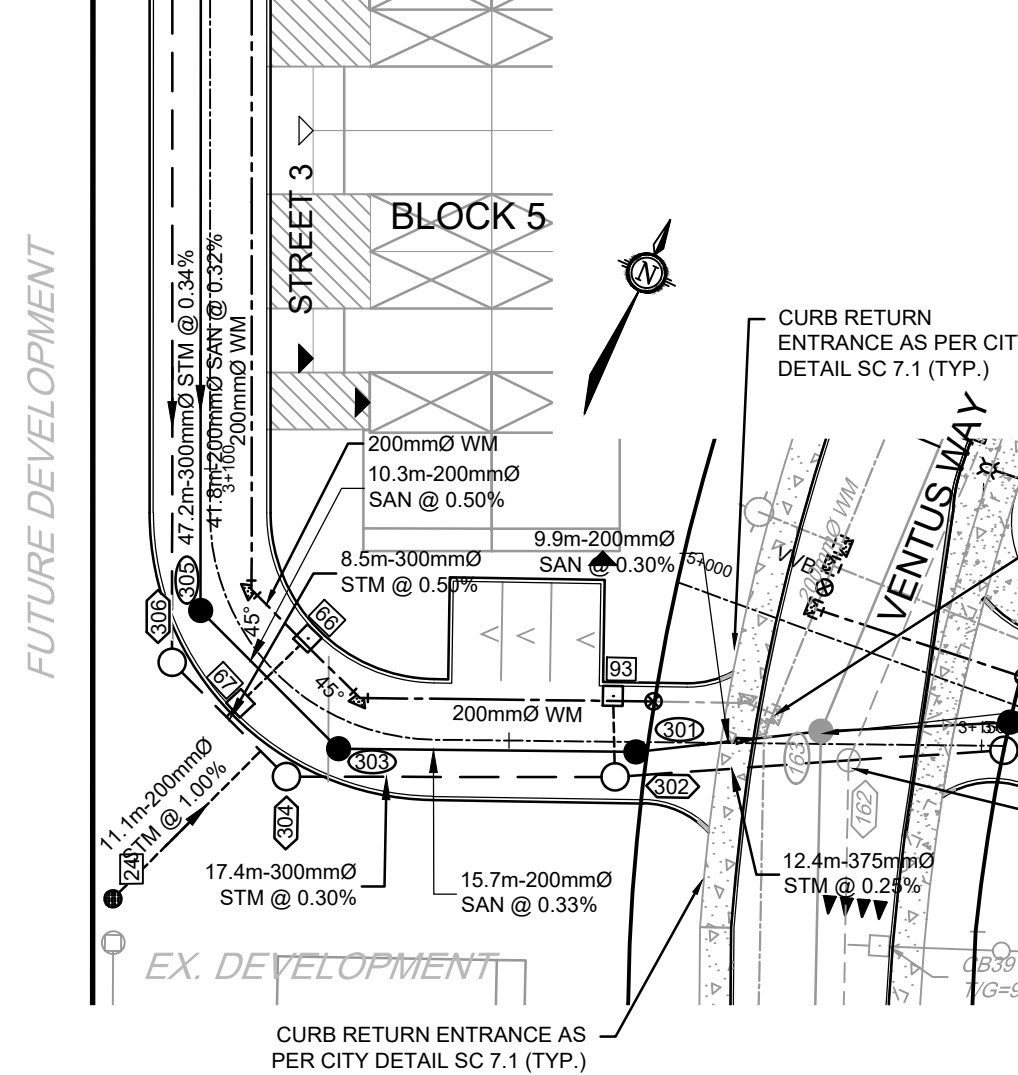 FUTURE DEVELOPMENT
47.2m-300mmØ STM @ 0.34%
41.8m-200mmØ SAN @ 0.32%
3+100
200mmØ WM
STREET 3
BLOCK 5
N
CURB RETURN
ENTRANCE AS PER CIT
DETAIL SC 7.1 (TYP.)
VENTUS WAY
200mmØ WM
10.3m-200mmØ
SAN @ 0.50%
8.5m-300mmØ
STM @ 0.50%
9.9m-200mmØ
SAN @ 0.30%
5+000
V/B
200mmØ WM
305
306
45°
66
67
45°
93
200mmØ WM
301
303
302
304
163
162
11.1m-200mmØ
STM @ 1.00%
24
17.4m-300mmØ
STM @ 0.30%
15.7m-200mmØ
SAN @ 0.33%
12.4m-375mmØ
STM @ 0.25%
EX. DEVELOPMENT
CB39
T/G=9
CURB RETURN ENTRANCE AS
PER CITY DETAIL SC 7.1 (TYP.)